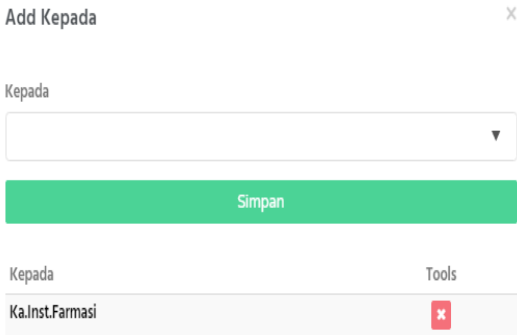 Add Kepada
Kepada
Simpan
Kepada Tools
Ka.Inst.Farmasi